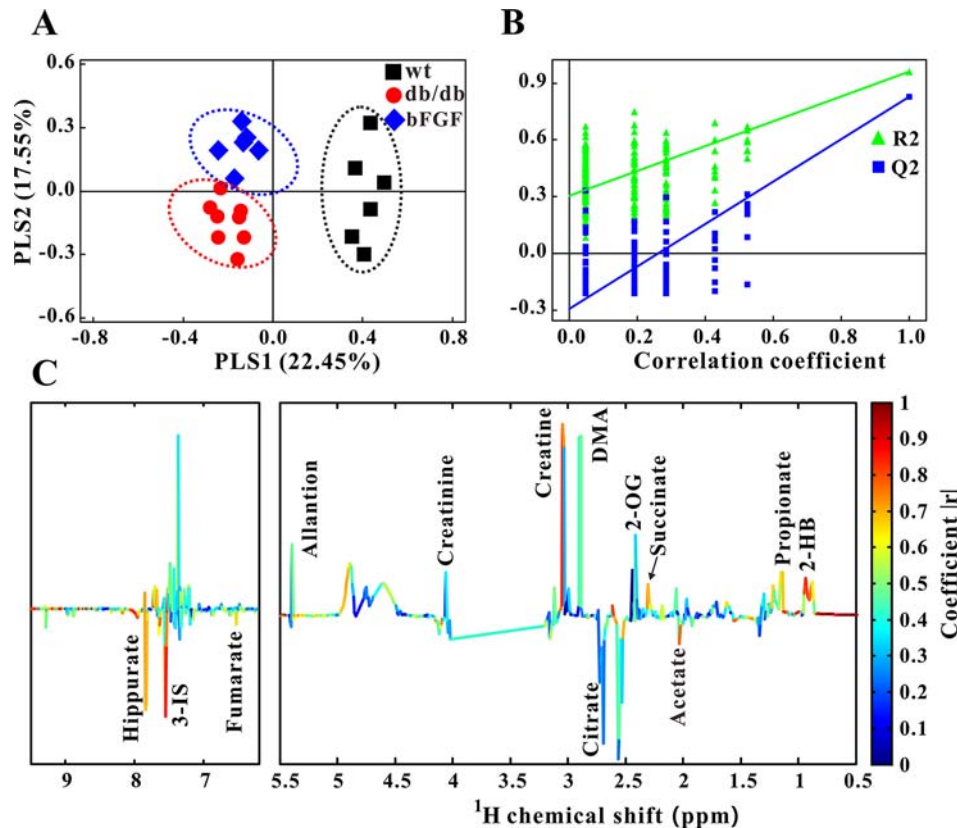 A
0.6
0.3
0.0
-0.3
-0.6
PLS2 (17.55%)
-0.8
-0.4
0.0
0.4
0.8
PLS1 (22.45%)
wt
db/db
bFGF
B
0.9
0.6
0.3
0.0
-0.3
0.0
0.2
0.4
0.6
0.8
1.0
Correlation coefficient
R2
Q2
C
Hippurate
3-IS
Fumarate
9
8
7
Allantion
Creatinine
Creatine
DMA
2-OG
Succinate
Propionate
2-HB
Citrate
Acetate
5.5
5
4.5
4
3.5
3
2.5
2
1.5
1
0.5
1H chemical shift (ppm)
1
0.9
0.8
0.7
0.6
0.5
0.4
0.3
0.2
0.1
0
Coefficient |r|